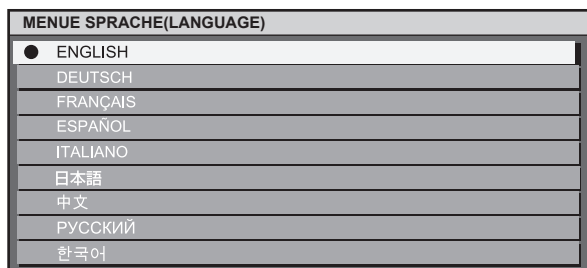 MENUE SPRACHE(LANGUAGE)
ENGLISH
DEUTSCH
FRANÇAIS
ESPAÑOL
ITALIANO
日本語
中文
РУССКИЙ
한국어